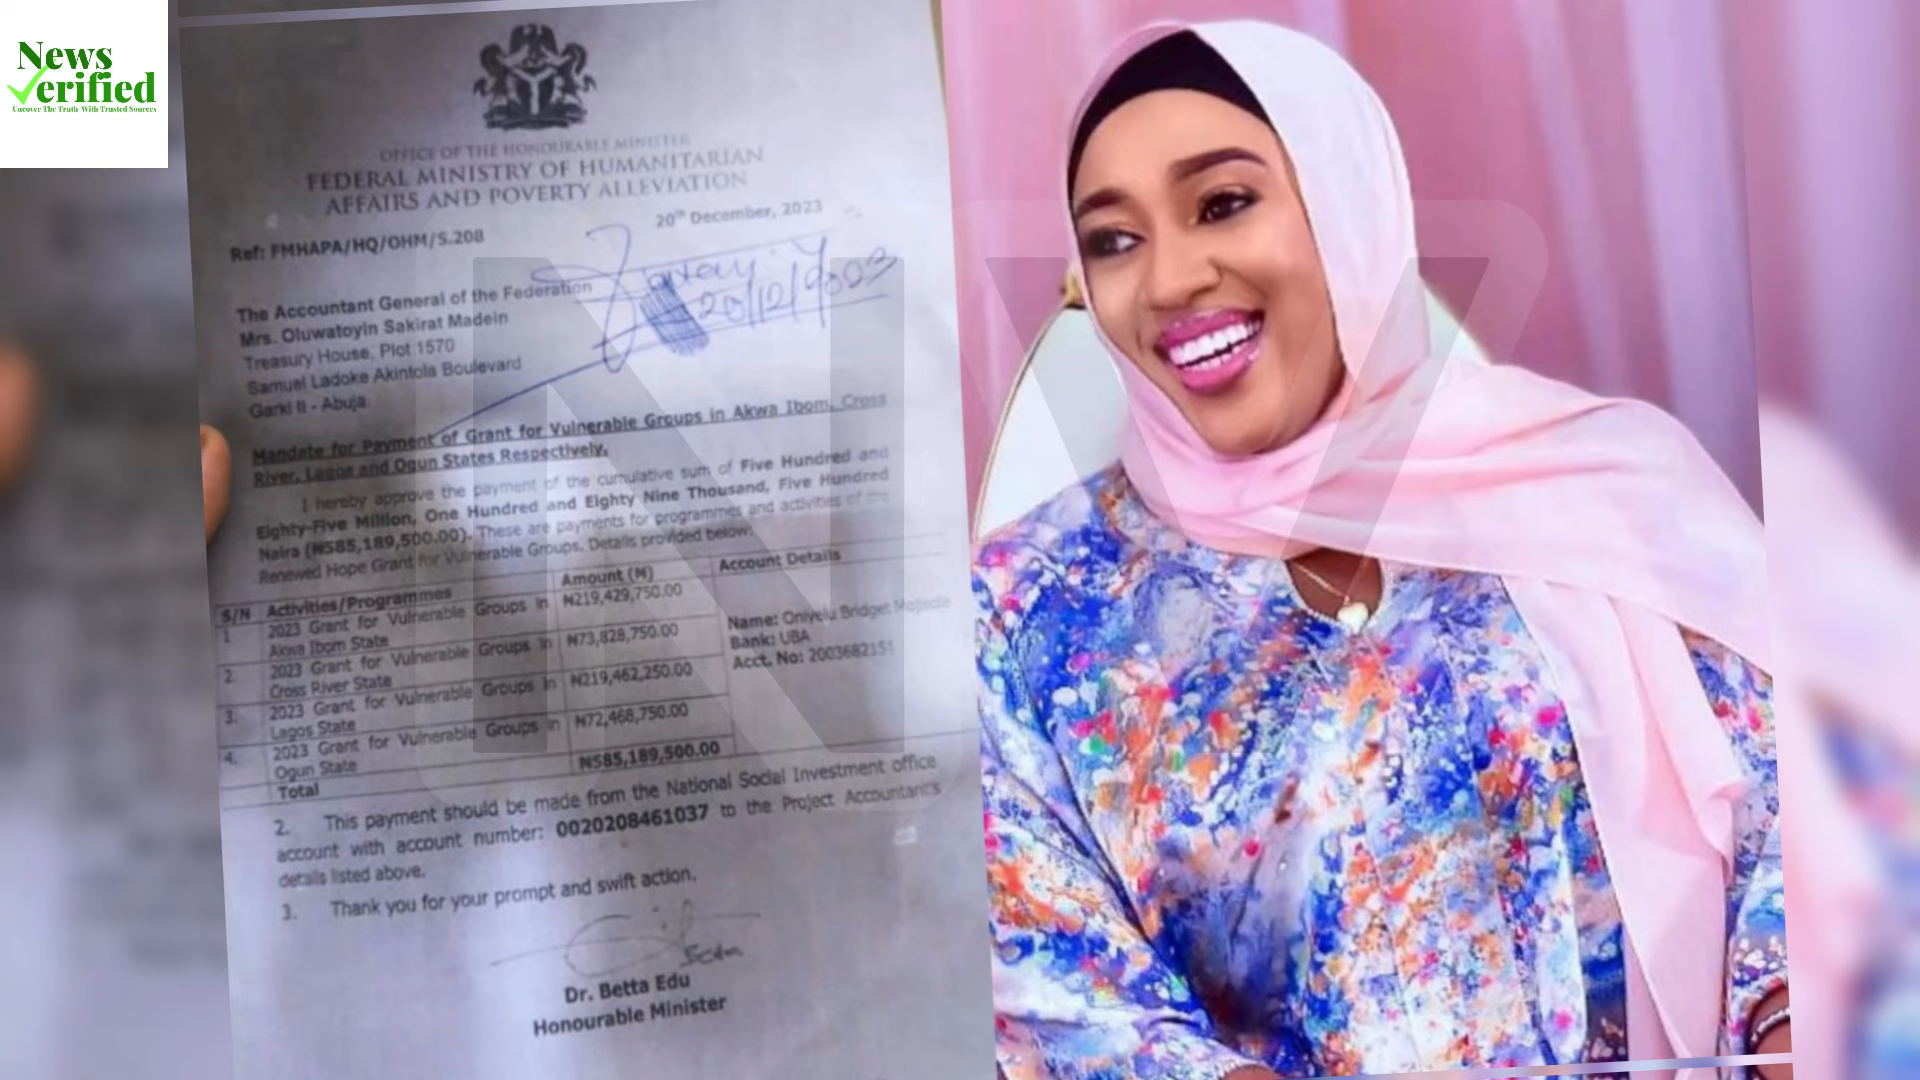 News
Verified
Uncover The Truth With Trusted Sources
OFFICE OF THE HONOURABLE MINISTER
FEDERAL MINISTRY OF HUMANITARIAN
AFFAIRS AND POVERTY ALLEVIATION
20th December, 2023
Ref: FMHAPA/HQ/OHM/S.208
20/12/2023
The Accountant General of the Federation
Mrs. Oluwatoyin Sakirat Madein
Treasury House, Plot 1570
Samuel Ladoke Akintola Boulevard
Garki II - Abuja
Mandate for Payment of Grant for Vulnerable Groups in Akwa Ibom, Cross
River, Lagos and Ogun States Respectively.
I hereby approve the payment of the cumulative sum of Five Hundred and
Eighty-Five Million, One Hundred and Eighty Nine Thousand, Five Hundred
Naira (₦585,189,500.00). These are payments for programmes and activities of the
Renewed Hope Grant for Vulnerable Groups. Details provided below:
S/N Activities/Programmes Amount (₦) Account Details
1 2023 Grant for Vulnerable Groups in ₦219,429,750.00
Akwa Ibom State
2. 2023 Grant for Vulnerable Groups in ₦73,828,750.00
Cross River State
3. 2023 Grant for Vulnerable Groups in ₦219,462,250.00
Lagos State
4. 2023 Grant for Vulnerable Groups in ₦72,468,750.00
Ogun State
Total ₦585,189,500.00
Name: Oniyelu Bridget Mojisola
Bank: UBA
Acct. No: 2003682151
2. This payment should be made from the National Social Investment office
account with account number: 0020208461037 to the Project Accountant's
details listed above.
3. Thank you for your prompt and swift action.
Dr. Betta Edu
Honourable Minister
NV